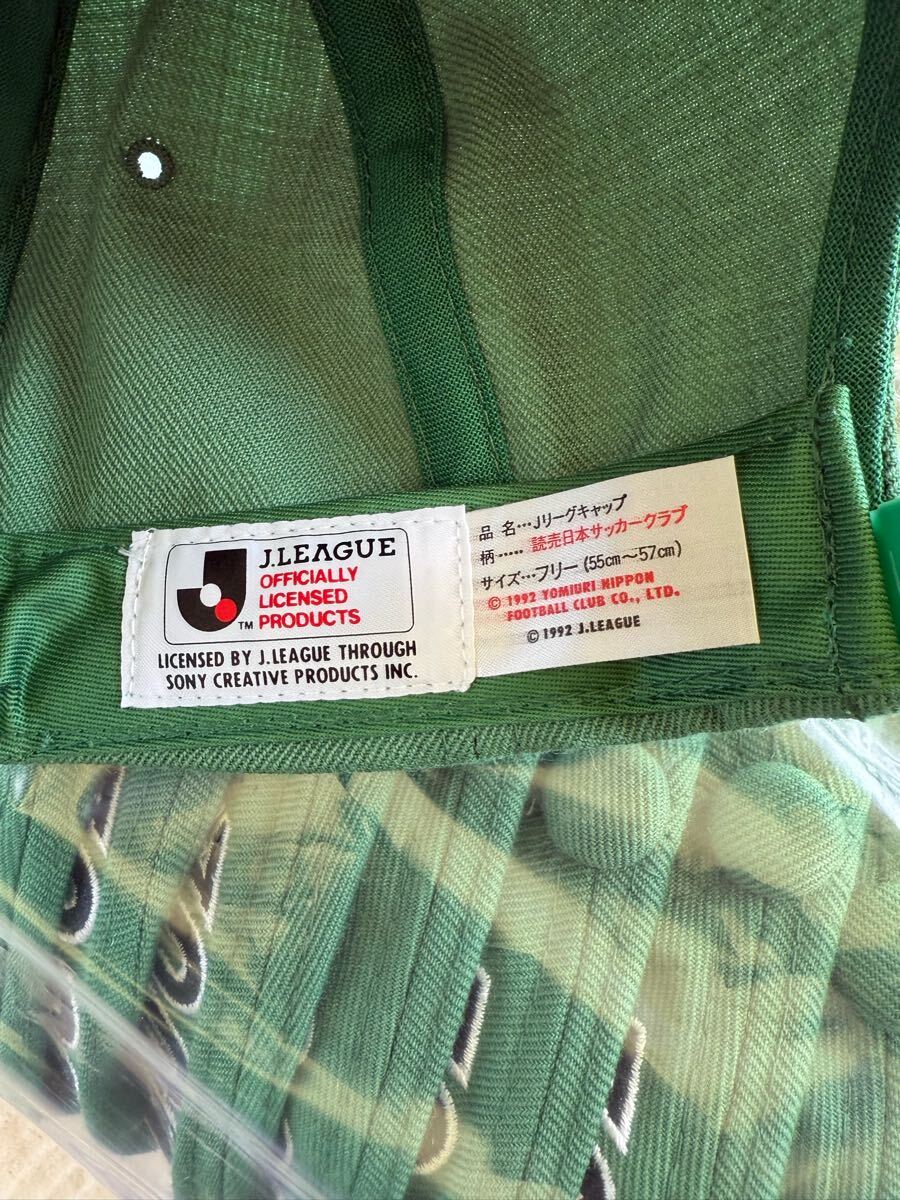 J.LEAGUE
OFFICIALLY
LICENSED
PRODUCTS
TM
LICENSED BY J.LEAGUE THROUGH
SONY CREATIVE PRODUCTS INC.
品 名…Jリーグキャップ
柄…‥読売日本サッカークラブ
サイズ…フリー(55cm〜57cm)
© 1992 YOMIURI NIPPON
FOOTBALL CLUB CO., LTD.
© 1992 J.LEAGUE